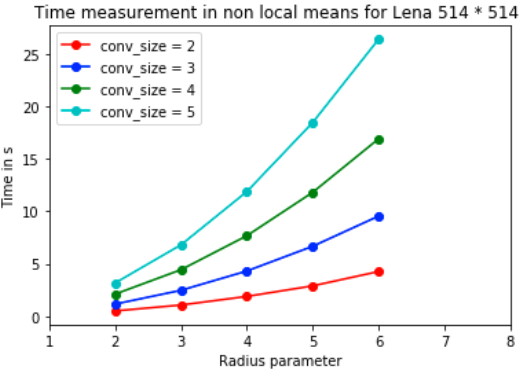 Time measurement in non local means for Lena 514 * 514
conv_size = 2
conv_size = 3
conv_size = 4
conv_size = 5
25
20
15
10
5
0
Time in s
1 2 3 4 5 6 7 8
Radius parameter